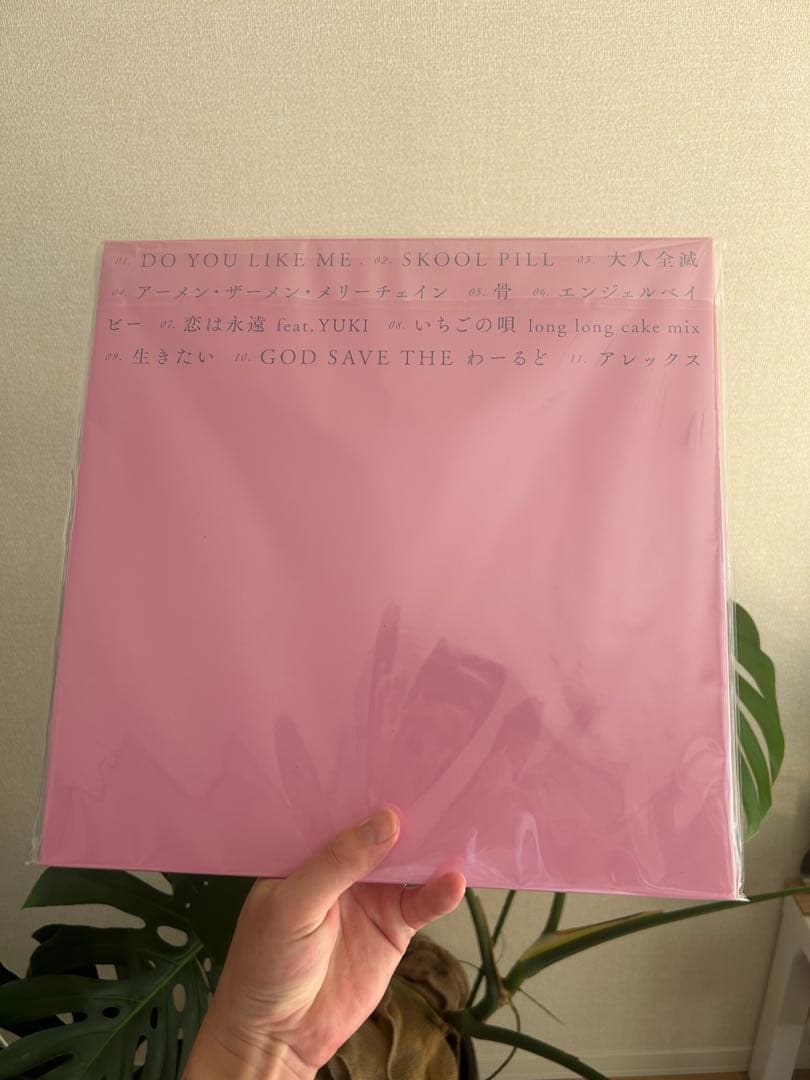 01. DO YOU LIKE ME . 02. SKOOL PILL 03. 大人全滅
04. アーメン・ザーメン・メリーチェイン 05. 骨 06. エンジェルベイ
ビー 07. 恋は永遠 feat. YUKI 08. いちごの唄 long long cake mix
09. 生きたい 10. GOD SAVE THE わーるど 11. アレックス